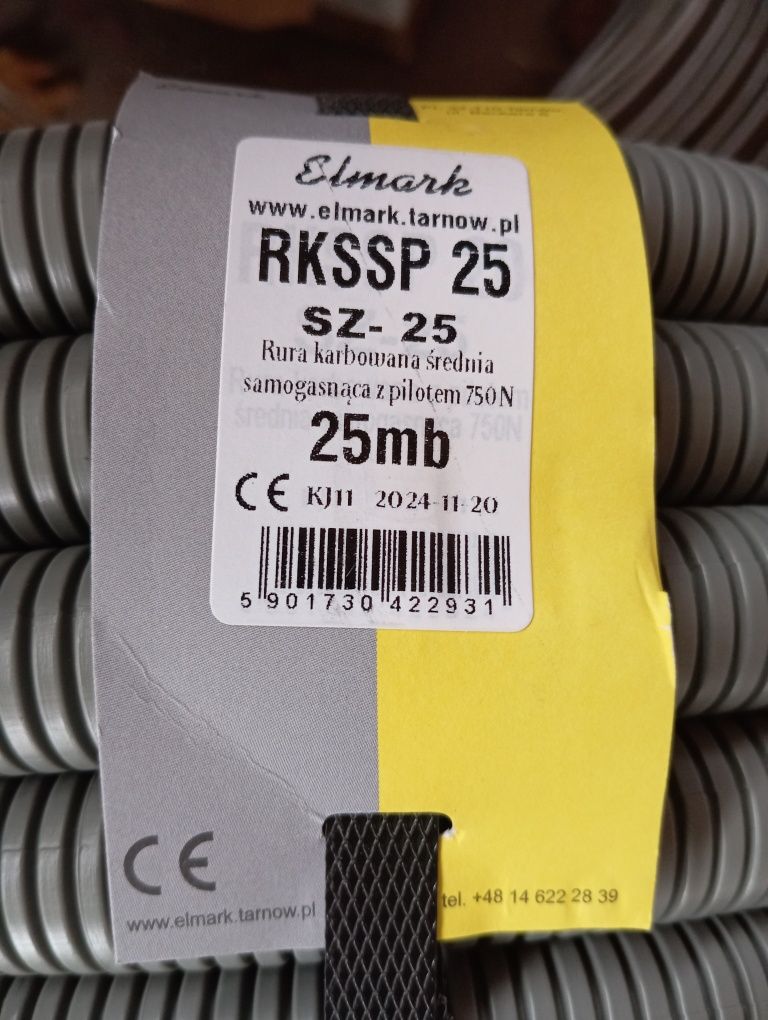 Elmark
www.elmark.tarnow.pl
RKSSP 25
SZ- 25
Rura karbowana średnia
samogasnąca z pilotem 750N
25mb
CE KJ11 2024-11-20
5 901730 422931
CE
www.elmark.tarnow.pl
tel. +48 14 622 28 39